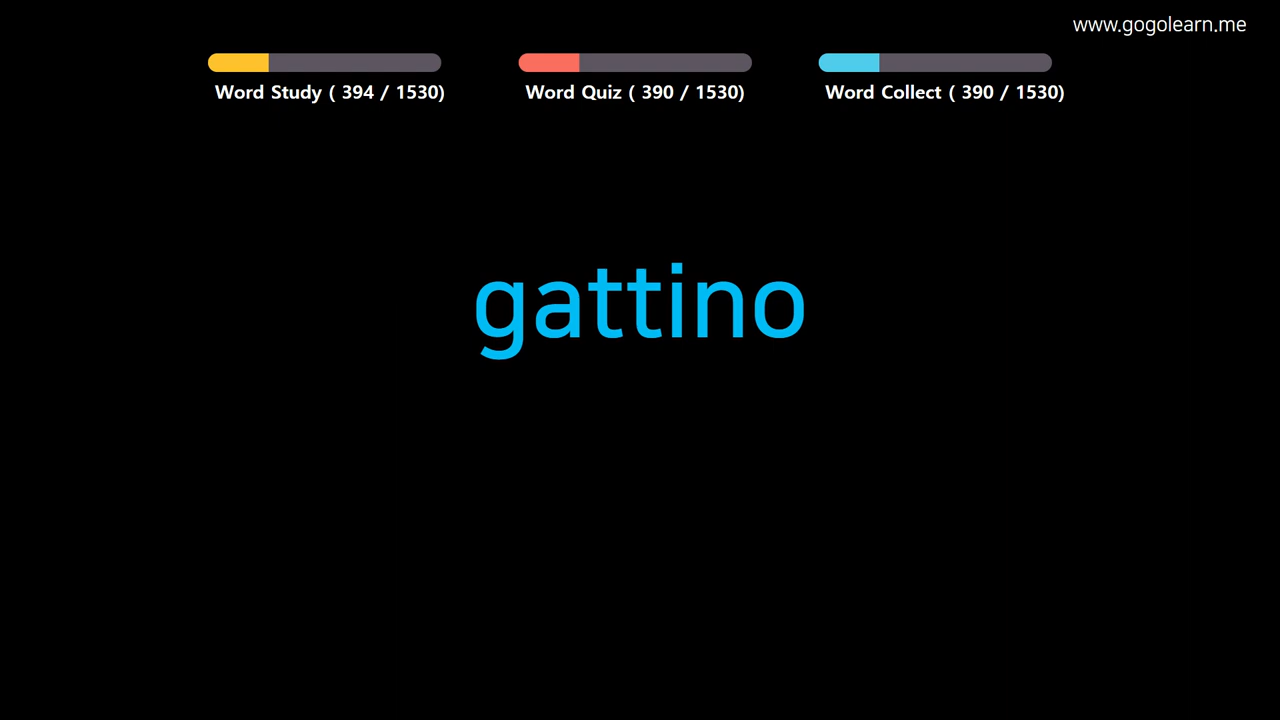 www.gogolearn.me
Word Study ( 394 / 1530)
Word Quiz ( 390 / 1530)
Word Collect ( 390 / 1530)
gattino